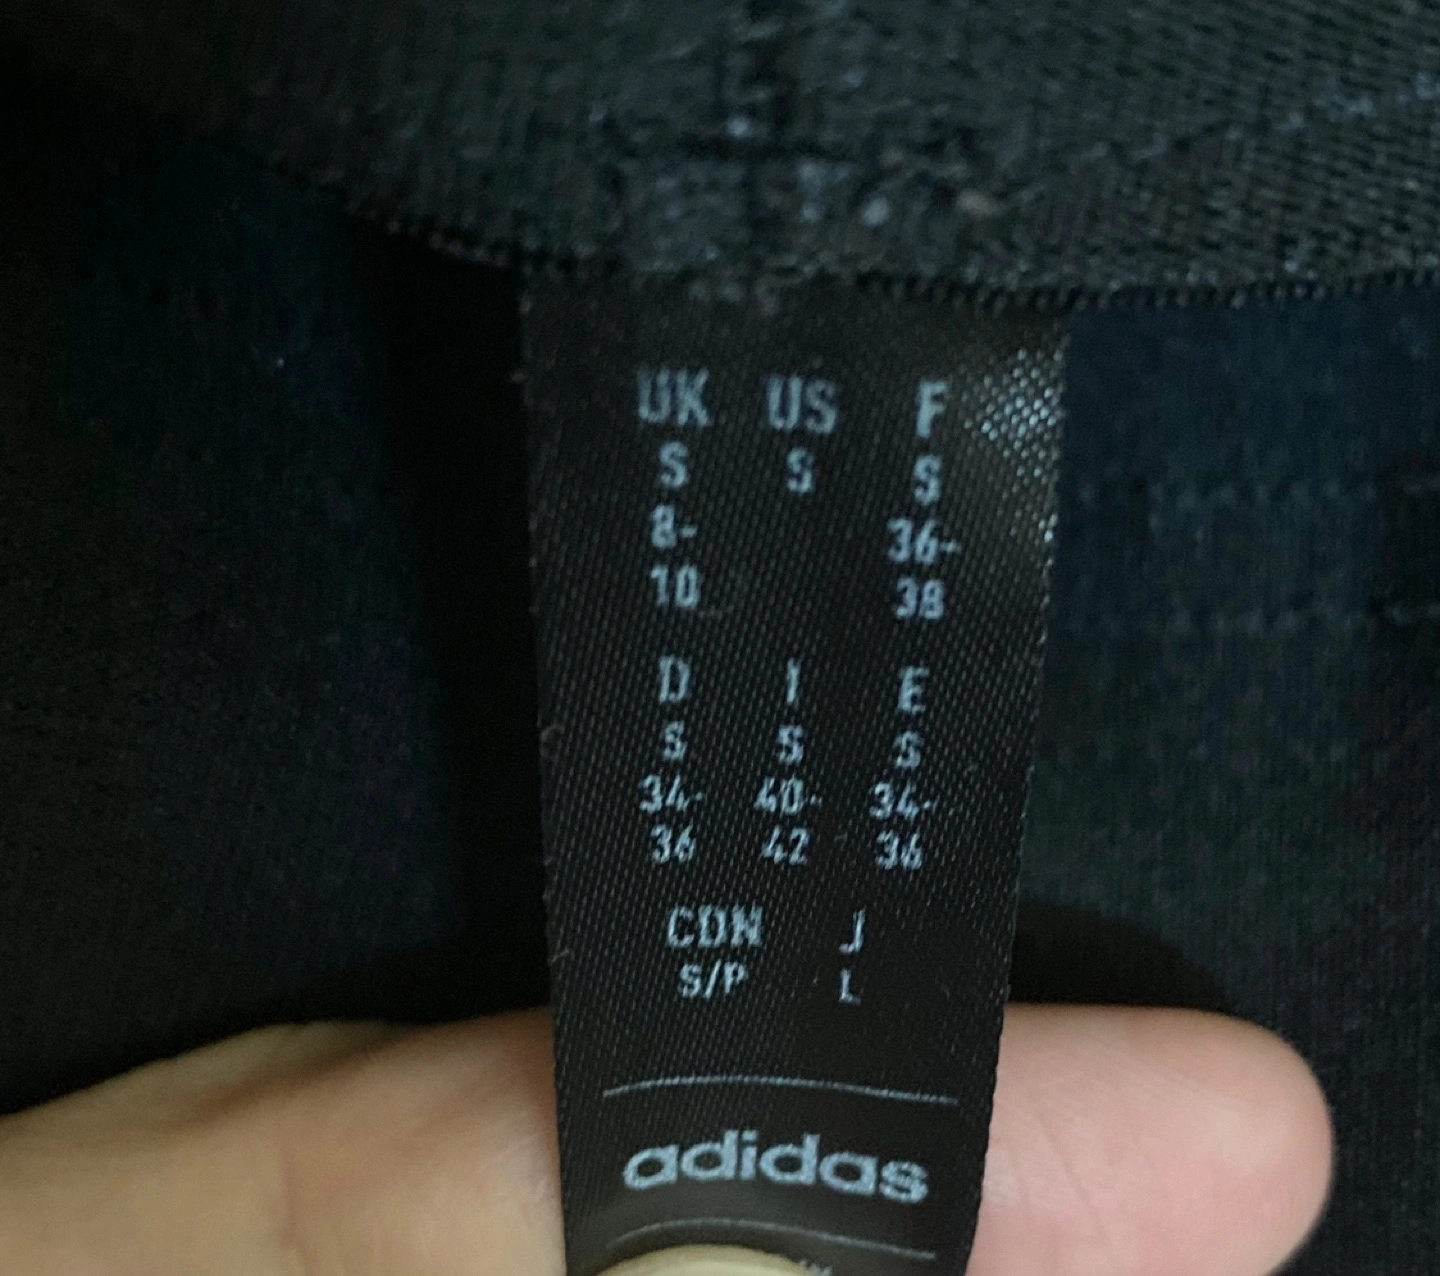 UK US F
S S S
8- 36-
10 38
D I E
S S S
34- 40- 34-
36 42 36
CDN J
S/P L
adidas